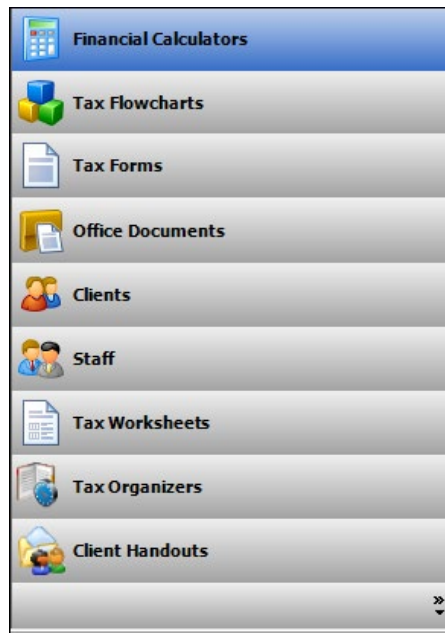 Financial Calculators
Tax Flowcharts
Tax Forms
Office Documents
Clients
Staff
Tax Worksheets
Tax Organizers
Client Handouts